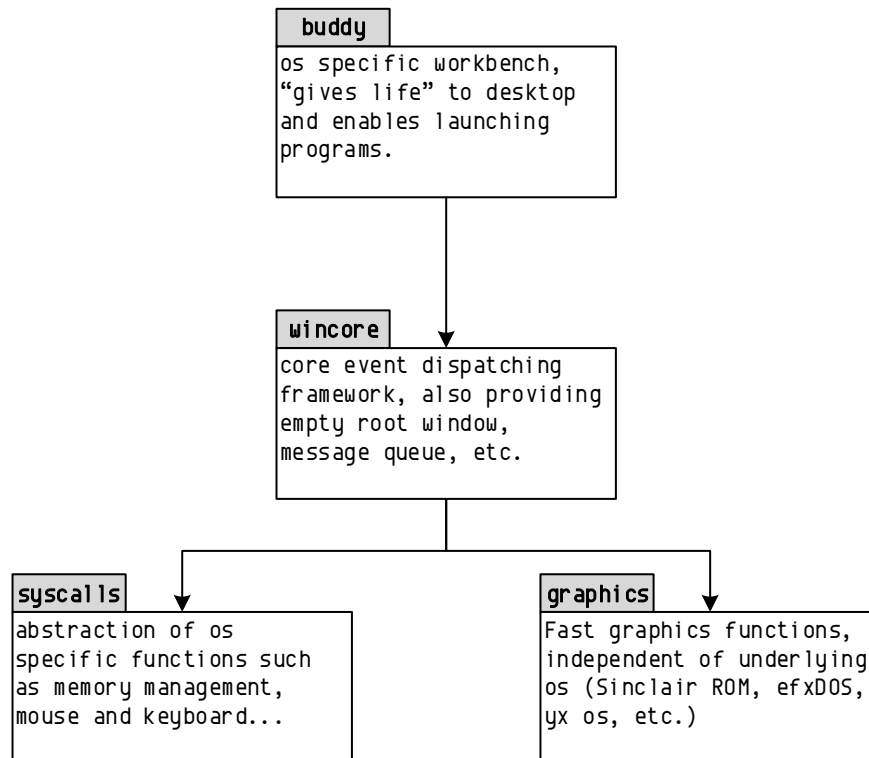 buddy
os specific workbench,
“gives life” to desktop
and enables launching
programs.
wincore
core event dispatching
framework, also providing
empty root window,
message queue, etc.
syscalls
abstraction of os
specific functions such
as memory management,
mouse and keyboard...
graphics
Fast graphics functions,
independent of underlying
os (Sinclair ROM, efxDOS,
yx os, etc.)